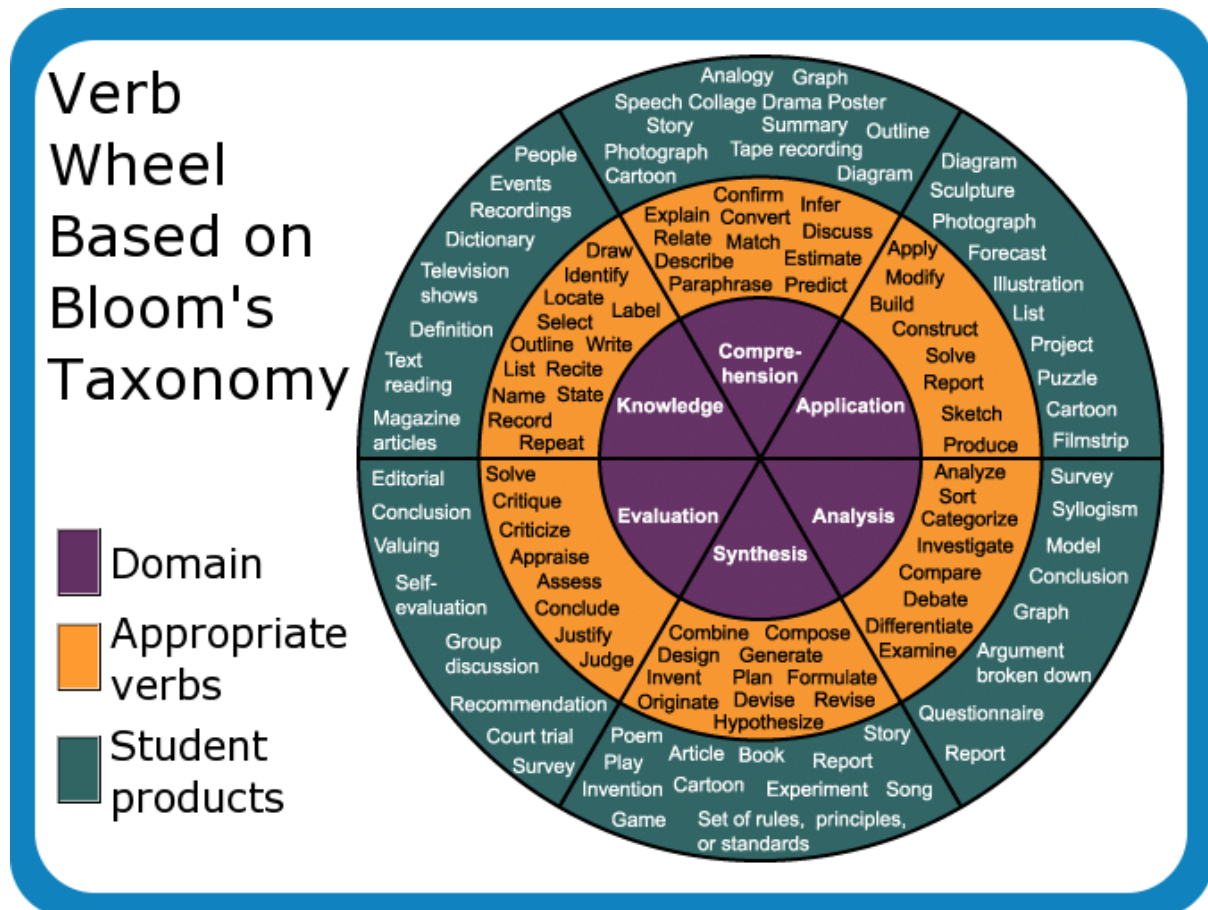 Verb
Wheel
Based on
Bloom's
Taxonomy
Domain
Appropriate
verbs
Student
products
Compre-
hension
Application
Analysis
Synthesis
Evaluation
Knowledge
Confirm
Infer
Explain Convert
Discuss
Relate Match
Describe
Estimate
Paraphrase Predict
Apply
Modify
Build
Construct
Solve
Report
Sketch
Produce
Analyze
Sort
Categorize
Investigate
Compare
Debate
Differentiate
Examine
Combine Compose
Design Generate
Invent Plan Formulate
Originate Devise Revise
Hypothesize
Solve
Critique
Criticize
Appraise
Assess
Conclude
Justify
Judge
Draw
Identify
Locate
Label
Select
Outline Write
List Recite
Name State
Record
Repeat
Analogy Graph
Speech Collage Drama Poster
Story Summary Outline
Photograph Tape recording
Cartoon Diagram
Diagram
Sculpture
Photograph
Forecast
Illustration
List
Project
Puzzle
Cartoon
Filmstrip
Survey
Syllogism
Model
Conclusion
Graph
Argument
broken down
Questionnaire
Report
Poem Story
Play Article Book Report
Invention Cartoon Experiment Song
Game Set of rules, principles,
or standards
Editorial
Conclusion
Valuing
Self-
evaluation
Group
discussion
Recommendation
Court trial
Survey
People
Events
Recordings
Dictionary
Television
shows
Definition
Text
reading
Magazine
articles